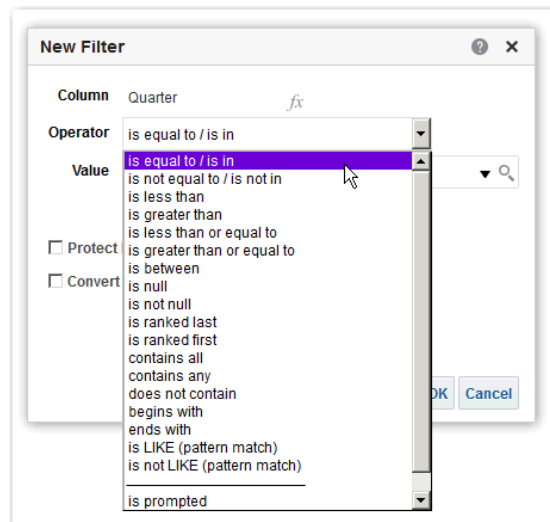 New Filter
Column Quarter fx
Operator is equal to / is in
Value
is equal to / is in
is not equal to / is not in
is less than
is greater than
is less than or equal to
is greater than or equal to
is between
is null
is not null
is ranked last
is ranked first
contains all
contains any
does not contain
begins with
ends with
is LIKE (pattern match)
is not LIKE (pattern match)
is prompted
Protect
Convert
OK Cancel